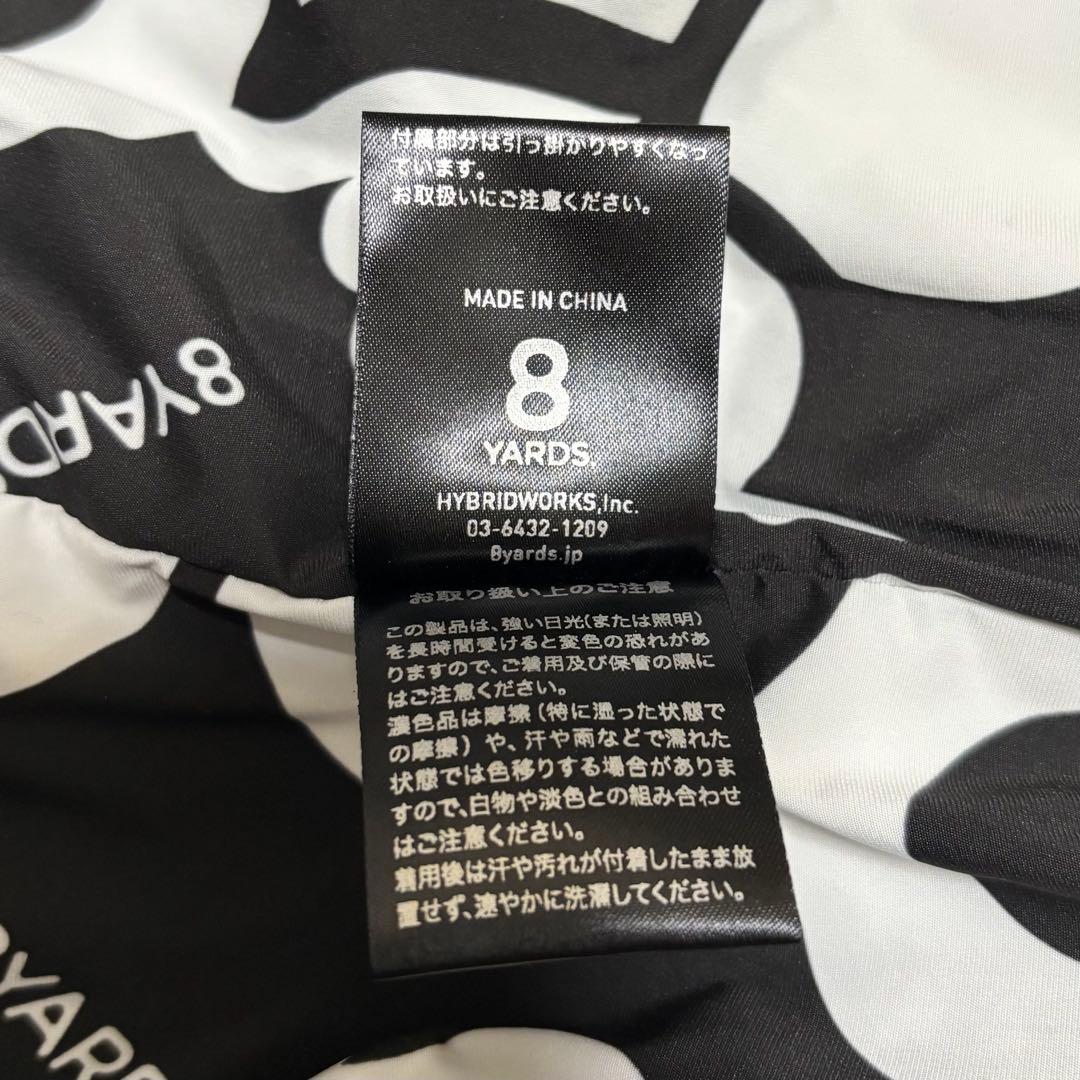 付属部分は引っ掛かりやすくなっ
ています。
お取扱いにご注意ください。
MADE IN CHINA
8
YARDS.
HYBRIDWORKS,Inc.
03-6432-1209
8yards.jp
お取り扱い上のご注意
この製品は、強い日光(または照明)
を長時間受けると変色の恐れがあ
りますので、ご着用及び保管の際に
はご注意ください。
濃色品は摩擦(特に湿った状態で
の摩擦)や、汗や雨などで濡れた
状態では色移りする場合がありま
すので、白物や淡色との組み合わせ
はご注意ください。
着用後は汗や汚れが付着したまま放
置せず、速やかに洗濯してください。
8YARD
YARD